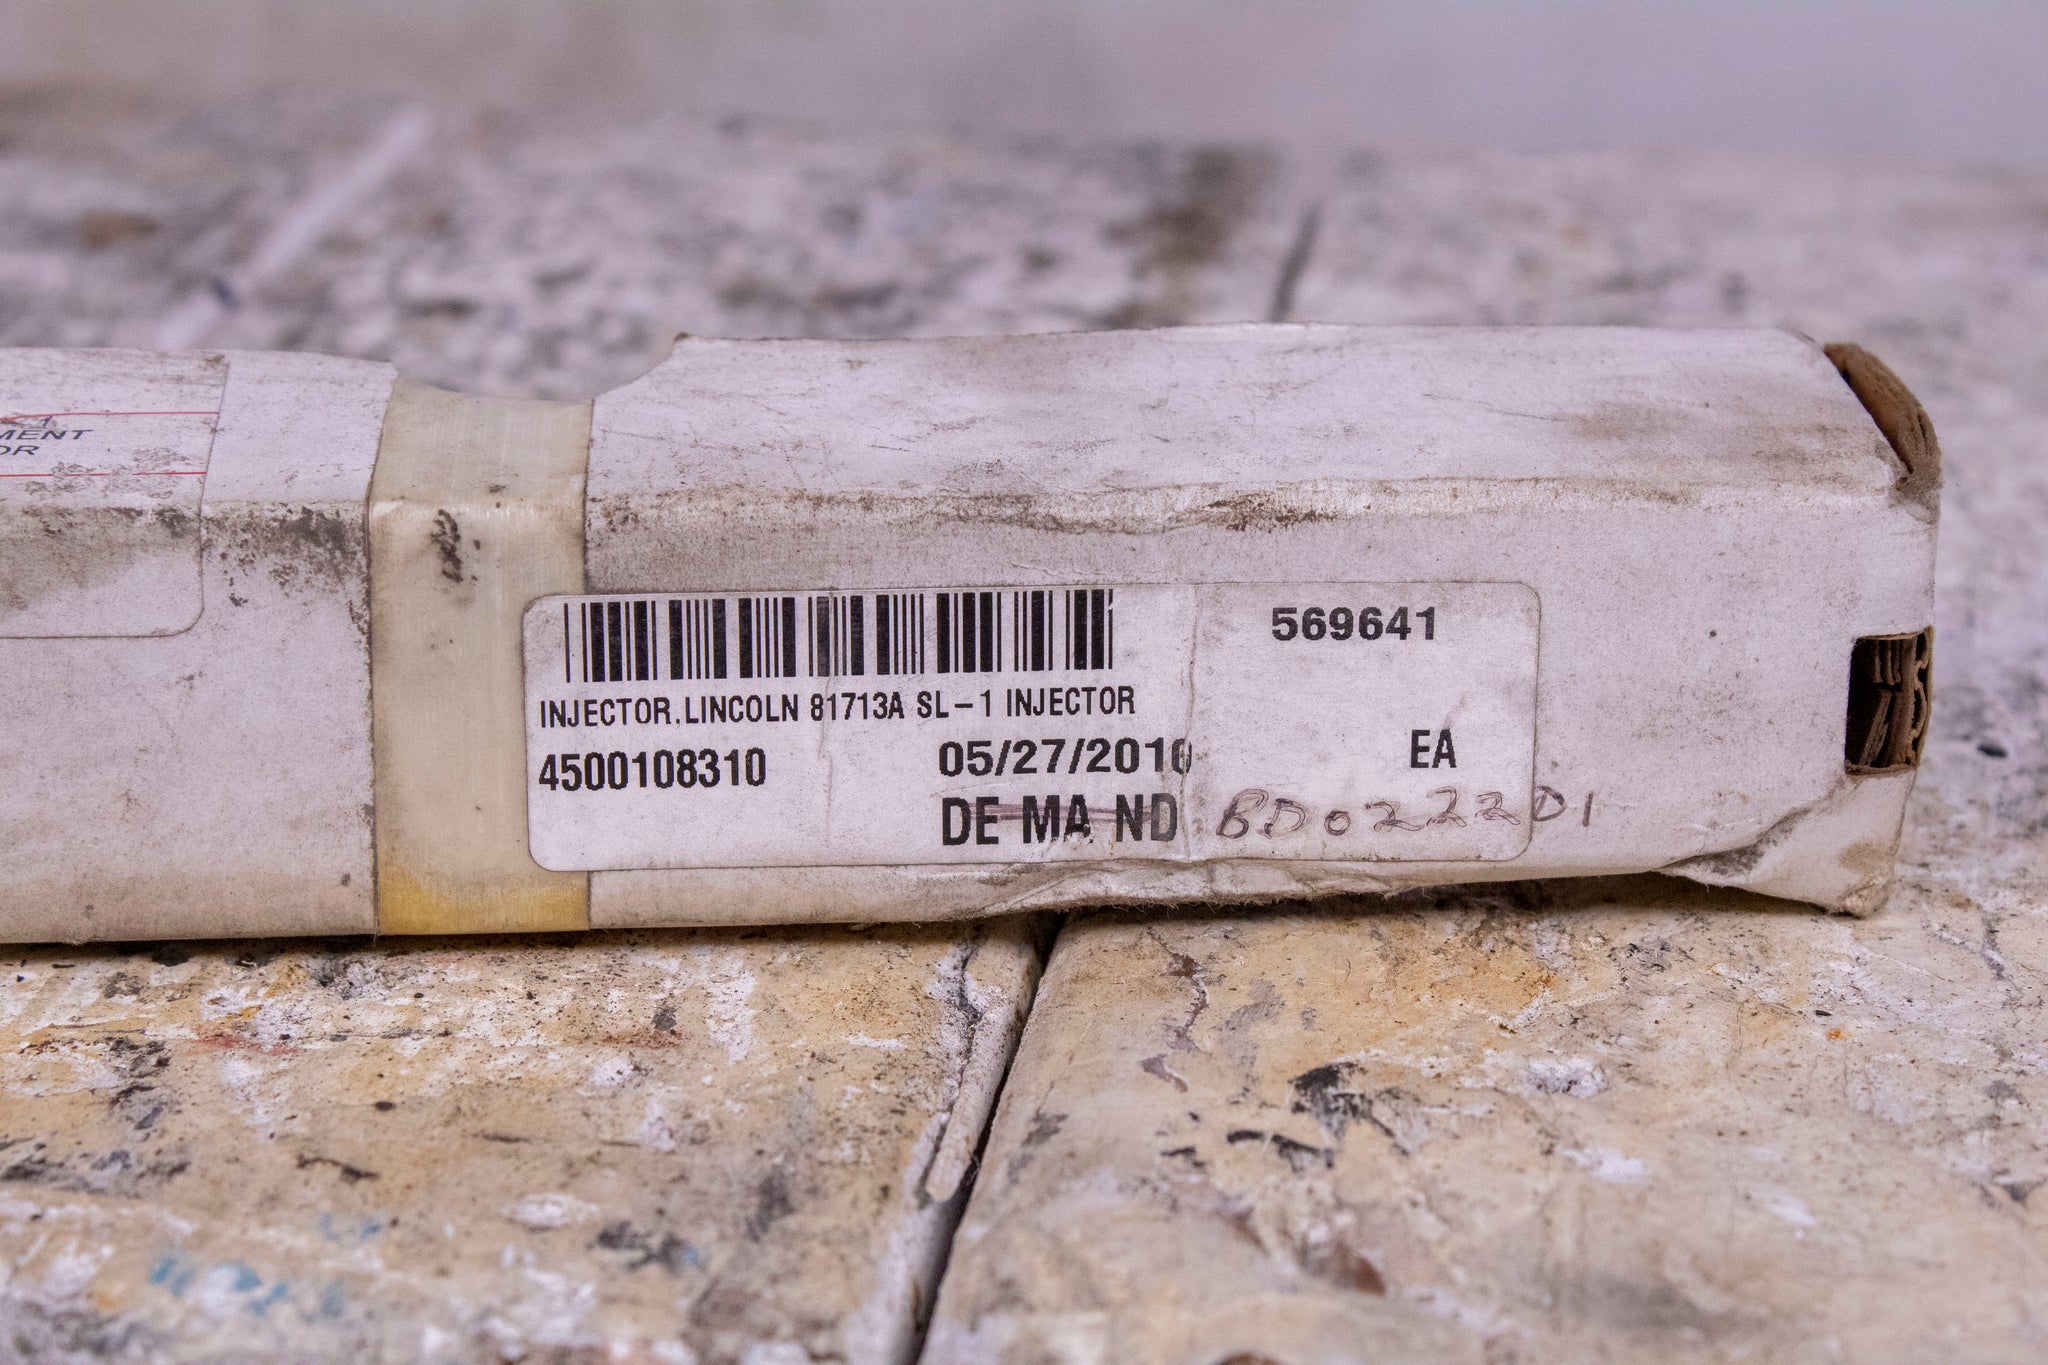 MENT
OR
569641
INJECTOR,LINCOLN 81713A SL-1 INJECTOR
4500108310 05/27/2010 EA
DE MA ND BD022201